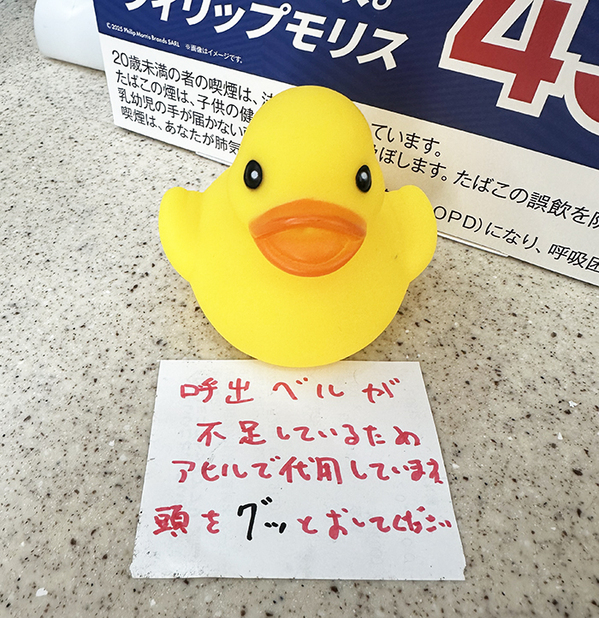 フィリップモリス
© 2025 Philip Morris Brands SARL ※画像はイメージです。
20歳未満の者の喫煙は、 ています。
たばこの煙は、子供の健 ぼします。たばこの誤飲を
乳幼児の手が届かない
喫煙は、あなたが肺気 OPD)になり、呼吸困
呼出ベルが
不足しているため
アヒルで代用しています
頭をグッとおしてください